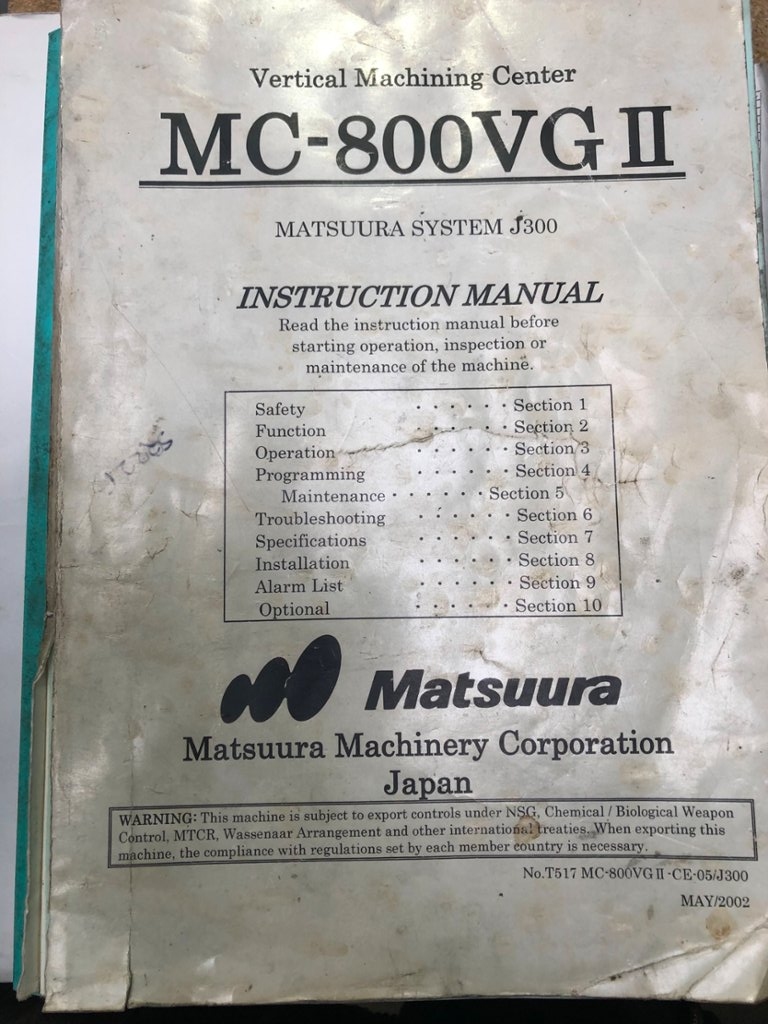 Vertical Machining Center
MC-800VG II
MATSUURA SYSTEM J300
INSTRUCTION MANUAL
Read the instruction manual before
starting operation, inspection or
maintenance of the machine.
Safety · · · · · · Section 1
Function · · · · · · Section 2
Operation · · · · · · Section 3
Programming · · · · · · Section 4
Maintenance · · · · · · Section 5
Troubleshooting · · · · · · Section 6
Specifications · · · · · · Section 7
Installation · · · · · · Section 8
Alarm List · · · · · · Section 9
Optional · · · · · · Section 10
Matsuura
Matsuura Machinery Corporation
Japan
WARNING: This machine is subject to export controls under NSG, Chemical / Biological Weapon
Control, MTCR, Wassenaar Arrangement and other international treaties. When exporting this
machine, the compliance with regulations set by each member country is necessary.
No.T517 MC-800VG II -CE-05/J300
MAY/2002